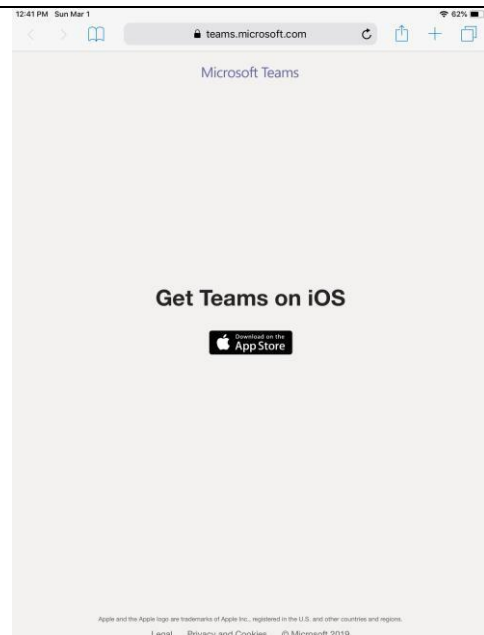 12:41 PM Sun Mar 1 62%
teams.microsoft.com
Microsoft Teams
Get Teams on iOS
Download on the
App Store
Apple and the Apple logo are trademarks of Apple Inc., registered in the U.S. and other countries and regions.
Legal Privacy and Cookies © Microsoft 2019